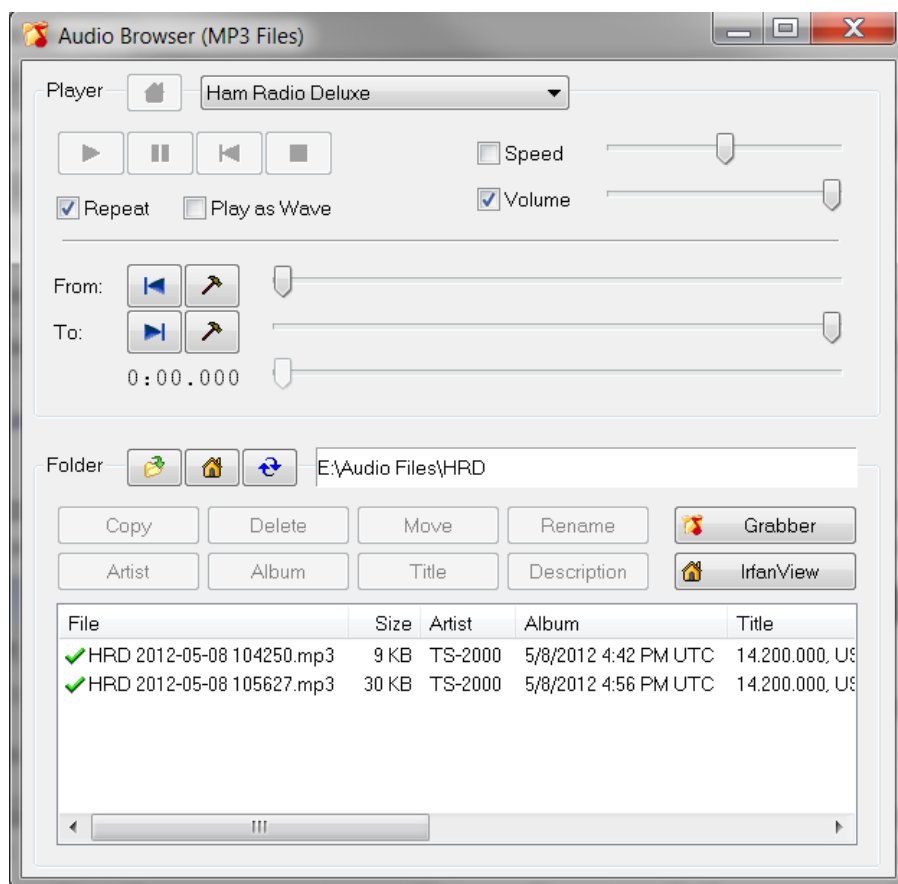 Audio Browser (MP3 Files)
Player Ham Radio Deluxe
Speed
Repeat Play as Wave Volume
From:
To:
0:00.000
Folder E:\Audio Files\HRD
Copy Delete Move Rename Grabber
Artist Album Title Description IrfanView
File Size Artist Album Title
HRD 2012-05-08 104250.mp3 9 KB TS-2000 5/8/2012 4:42 PM UTC 14.200.000, US
HRD 2012-05-08 105627.mp3 30 KB TS-2000 5/8/2012 4:56 PM UTC 14.200.000, US